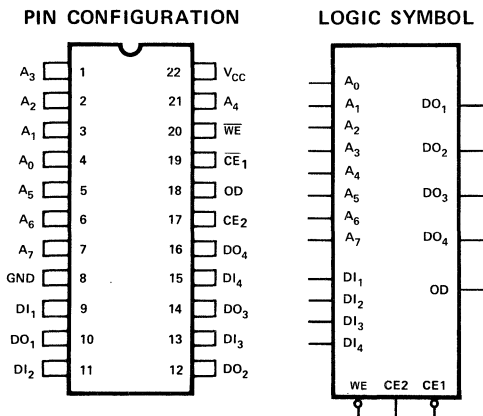 PIN CONFIGURATION
A3 1 22 VCC
A2 2 21 A4
A1 3 20 W̅E̅
A0 4 19 C̅E̅1
A5 5 18 OD
A6 6 17 CE2
A7 7 16 DO4
GND 8 15 DI4
DI1 9 14 DO3
DO1 10 13 DI3
DI2 11 12 DO2
LOGIC SYMBOL
A0
A1 DO1
A2
A3 DO2
A4
A5 DO3
A6
A7 DO4
DI1
DI2 OD
DI3
DI4
WE CE2 CE1